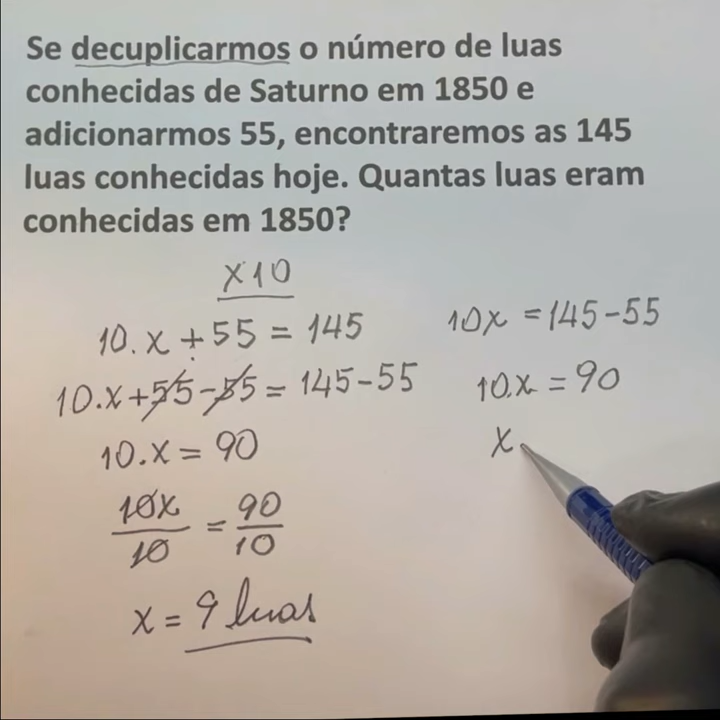 Se decuplicarmos o número de luas
conhecidas de Saturno em 1850 e
adicionarmos 55, encontraremos as 145
luas conhecidas hoje. Quantas luas eram
conhecidas em 1850?
x10
10.x + 55 = 145
10.x + 55 - 55 = 145 - 55
10.x = 90
10x/10 = 90/10
x = 9 luas
10x = 145 - 55
10.x = 90
x